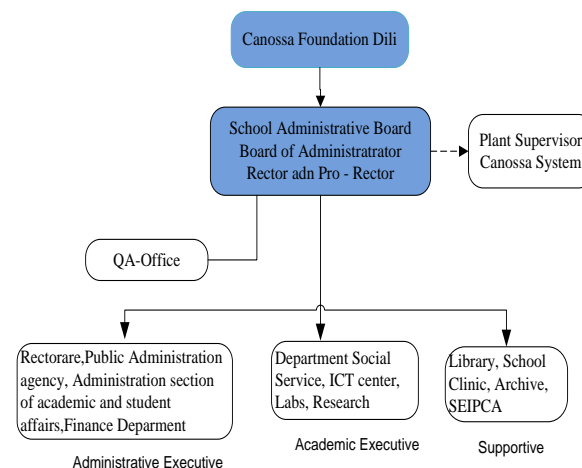 Canossa Foundation Dili
School Administrative Board
Board of Administratrator
Rector adn Pro - Rector
Plant Supervisor
Canossa System
QA-Office
Rectorare,Public Administration
agency, Administration section
of academic and student
affairs,Finance Deparment
Department Social
Service, ICT center,
Labs, Research
Library, School
Clinic, Archive,
SEIPCA
Administrative Executive
Academic Executive
Supportive